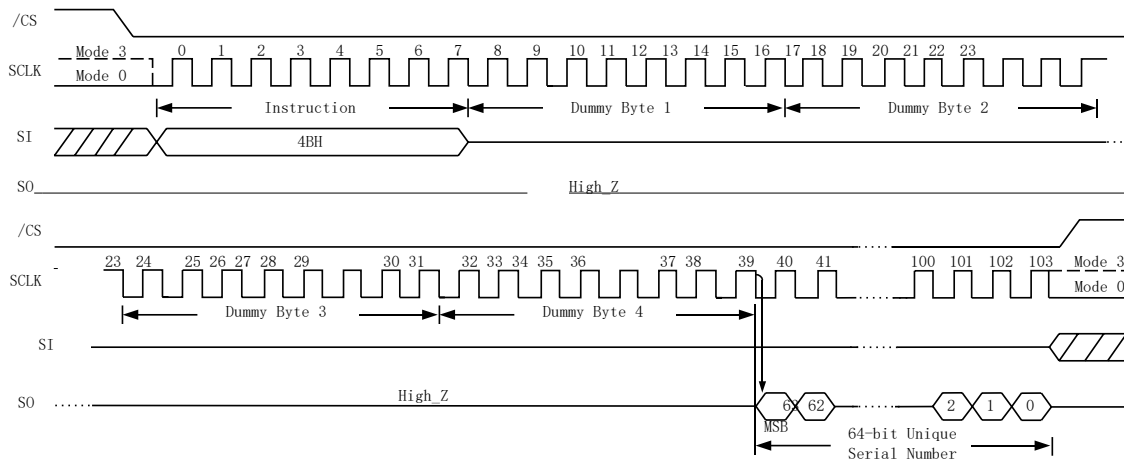 /CS
Mode 3
0 1 2 3 4 5 6 7 8 9 10 11 12 13 14 15 16 17 18 19 20 21 22 23
SCLK
Mode 0
Instruction Dummy Byte 1 Dummy Byte 2
SI
4BH
SO
High_Z
/CS
23 24 25 26 27 28 29 30 31 32 33 34 35 36 37 38 39 40 41 100 101 102 103 Mode 3
SCLK
Mode 0
Dummy Byte 3 Dummy Byte 4
SI
High_Z
SO
63 62 2 1 0
MSB
64-bit Unique
Serial Number